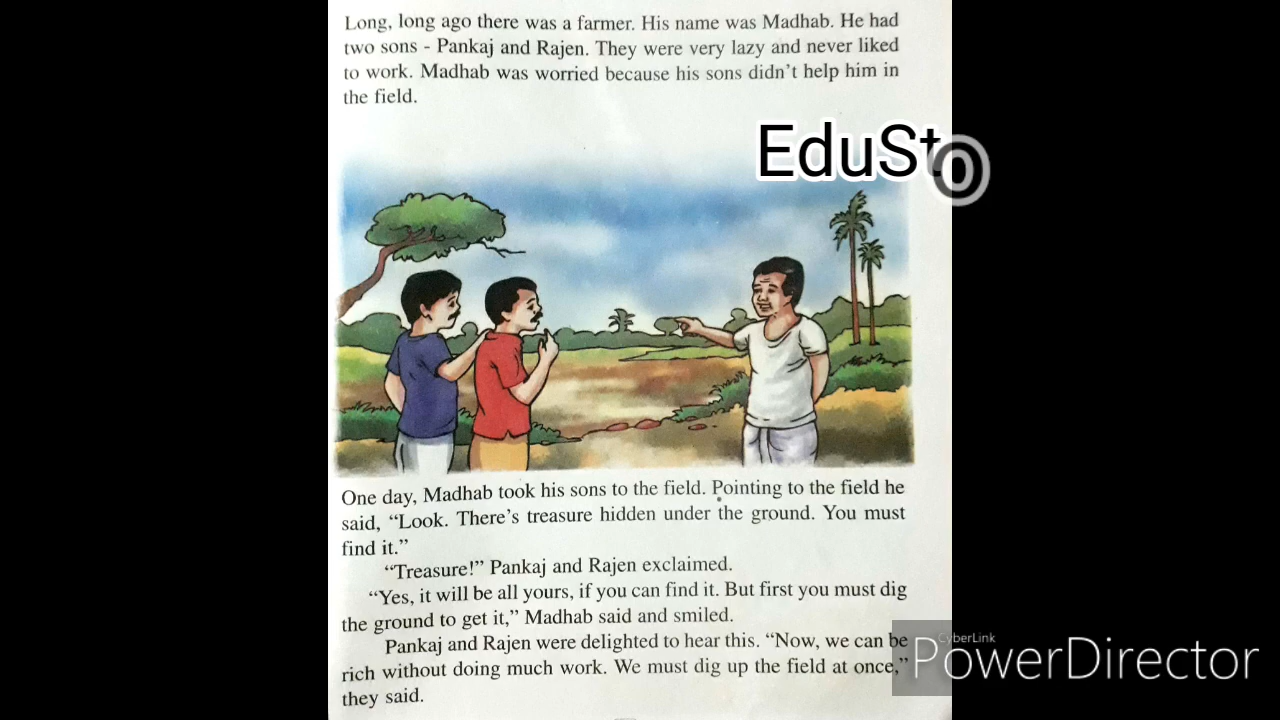 Long, long ago there was a farmer. His name was Madhab. He had
two sons - Pankaj and Rajen. They were very lazy and never liked
to work. Madhab was worried because his sons didn't help him in
the field.
EduSto
One day, Madhab took his sons to the field. Pointing to the field he
said, “Look. There's treasure hidden under the ground. You must
find it.”
“Treasure!” Pankaj and Rajen exclaimed.
“Yes, it will be all yours, if you can find it. But first you must dig
the ground to get it,” Madhab said and smiled.
Pankaj and Rajen were delighted to hear this. “Now, we can be
rich without doing much work. We must dig up the field at once,”
they said.
CyberLink
PowerDirector